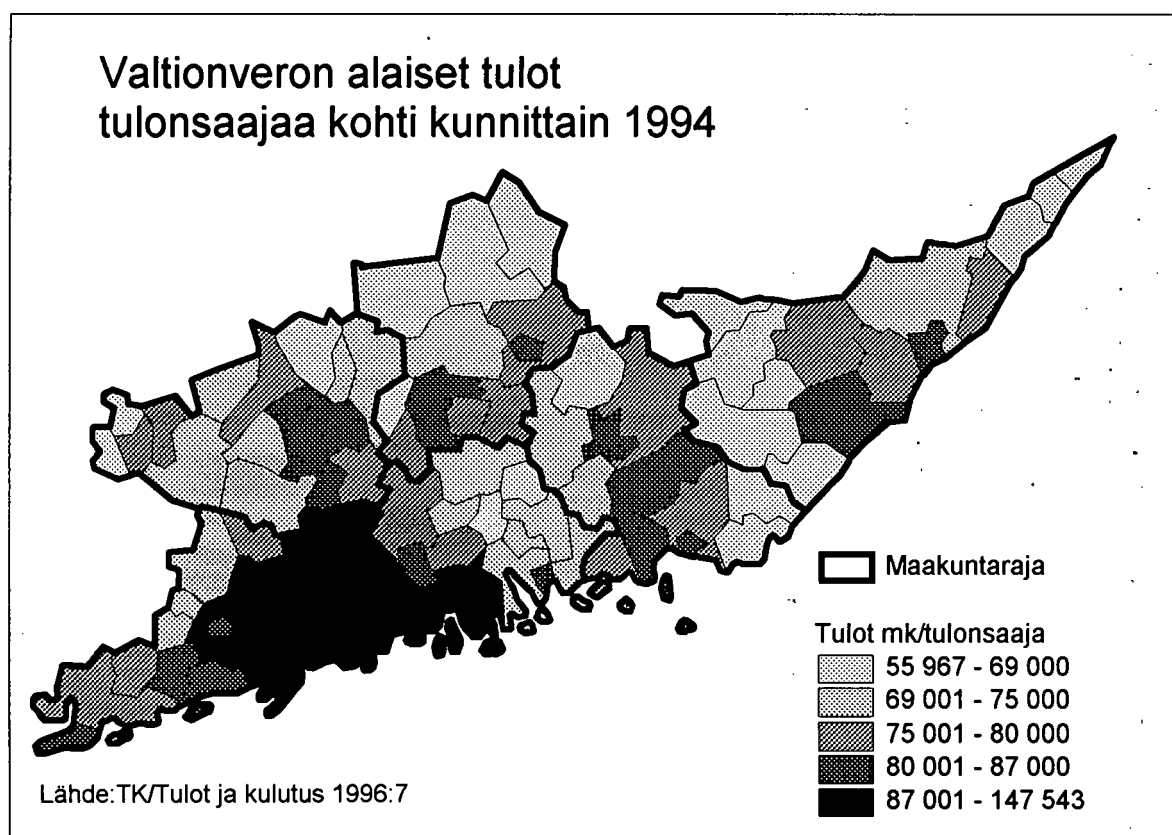 Valtionveron alaiset tulot
tulonsaajaa kohti kunnittain 1994
Maakuntaraja
Tulot mk/tulonsaaja
55 967 - 69 000
69 001 - 75 000
75 001 - 80 000
80 001 - 87 000
87 001 - 147 543
Lähde:TK/Tulot ja kulutus 1996:7